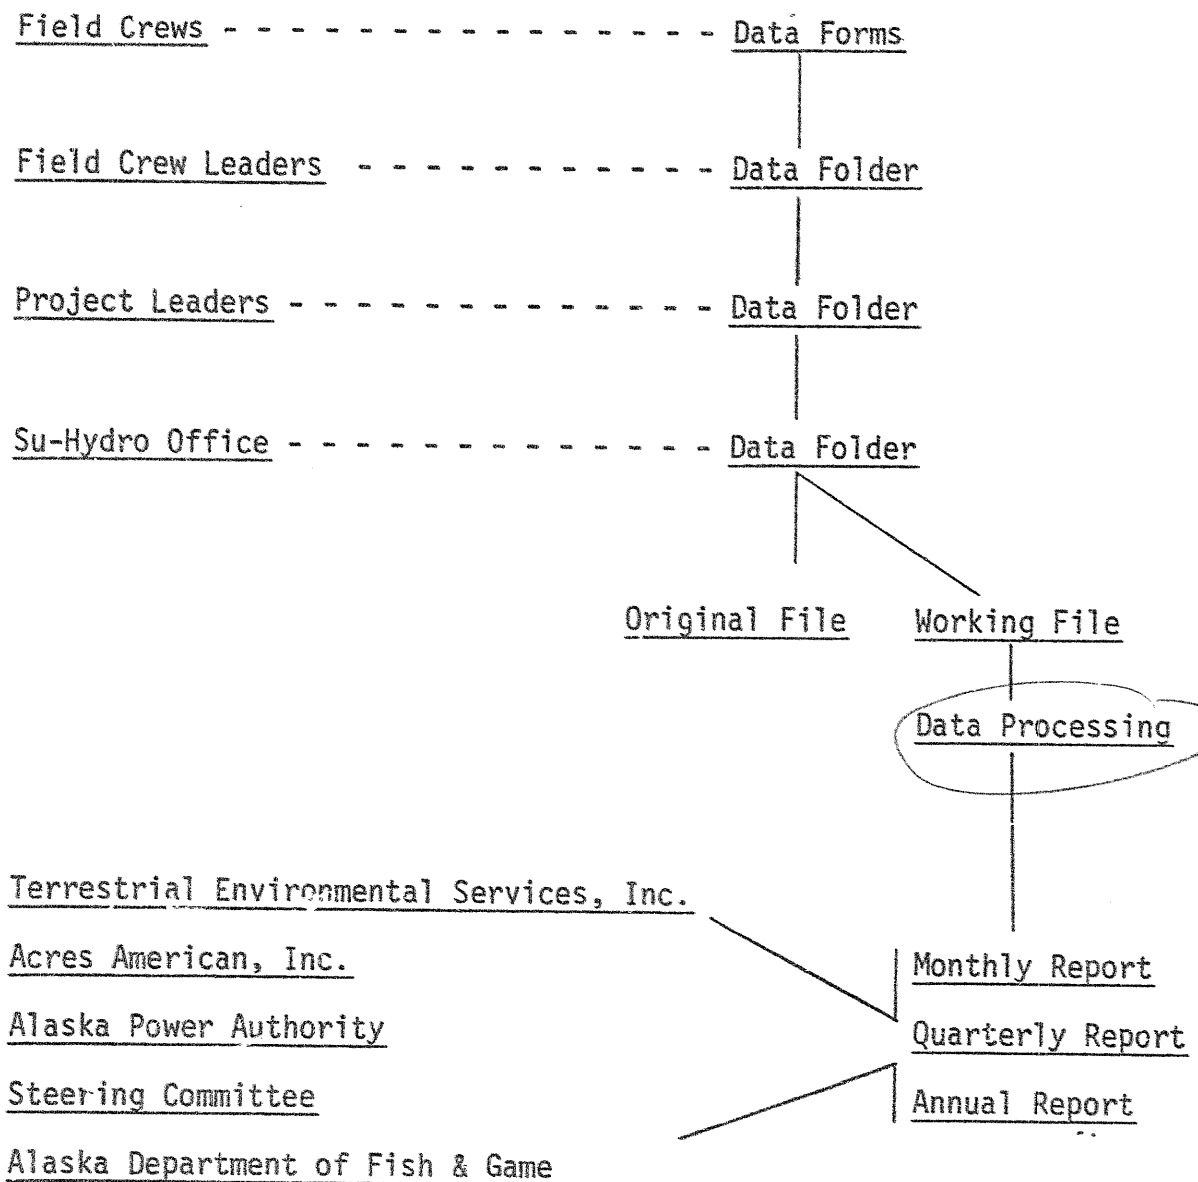 Field Crews - - - - - - - - - - - - - - - Data Forms
Field Crew Leaders - - - - - - - - - - - Data Folder
Project Leaders - - - - - - - - - - - - - Data Folder
Su-Hydro Office - - - - - - - - - - - - - Data Folder
Original File Working File
Data Processing
Terrestrial Environmental Services, Inc.
Acres American, Inc. Monthly Report
Alaska Power Authority Quarterly Report
Steering Committee Annual Report
Alaska Department of Fish & Game